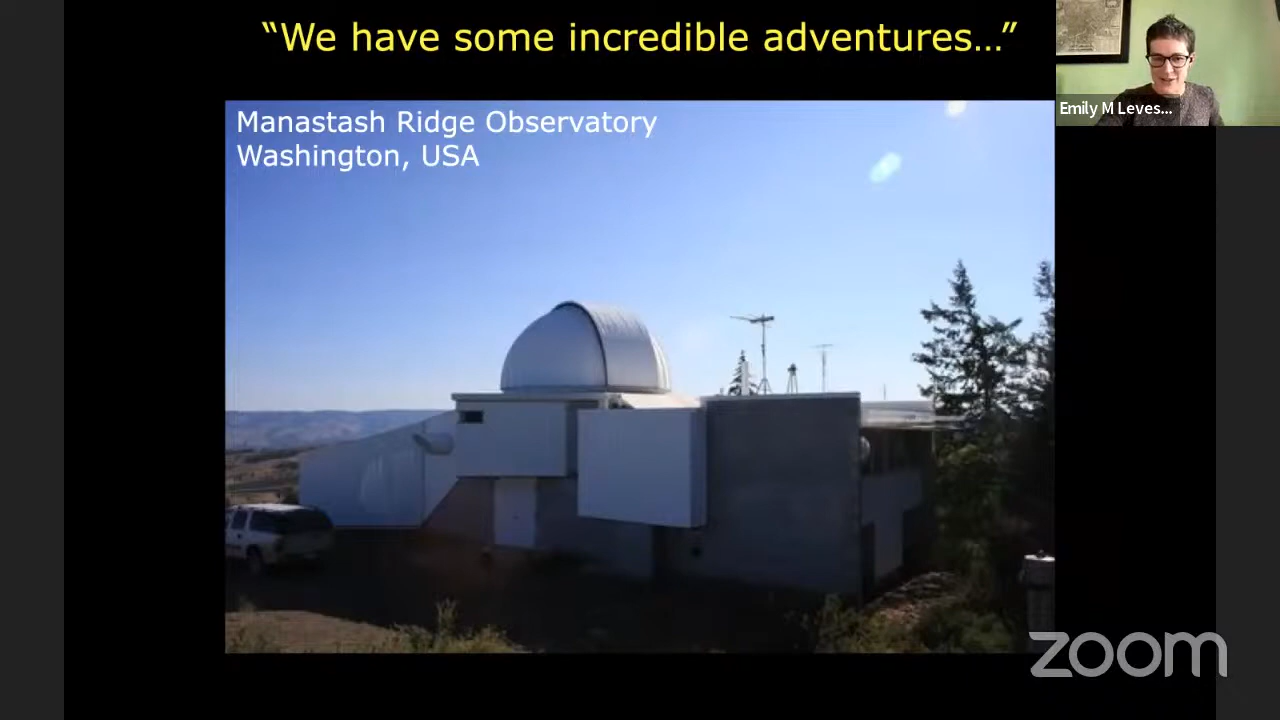 “We have some incredible adventures…”
Manastash Ridge Observatory
Washington, USA
Emily M Leves...
zoom